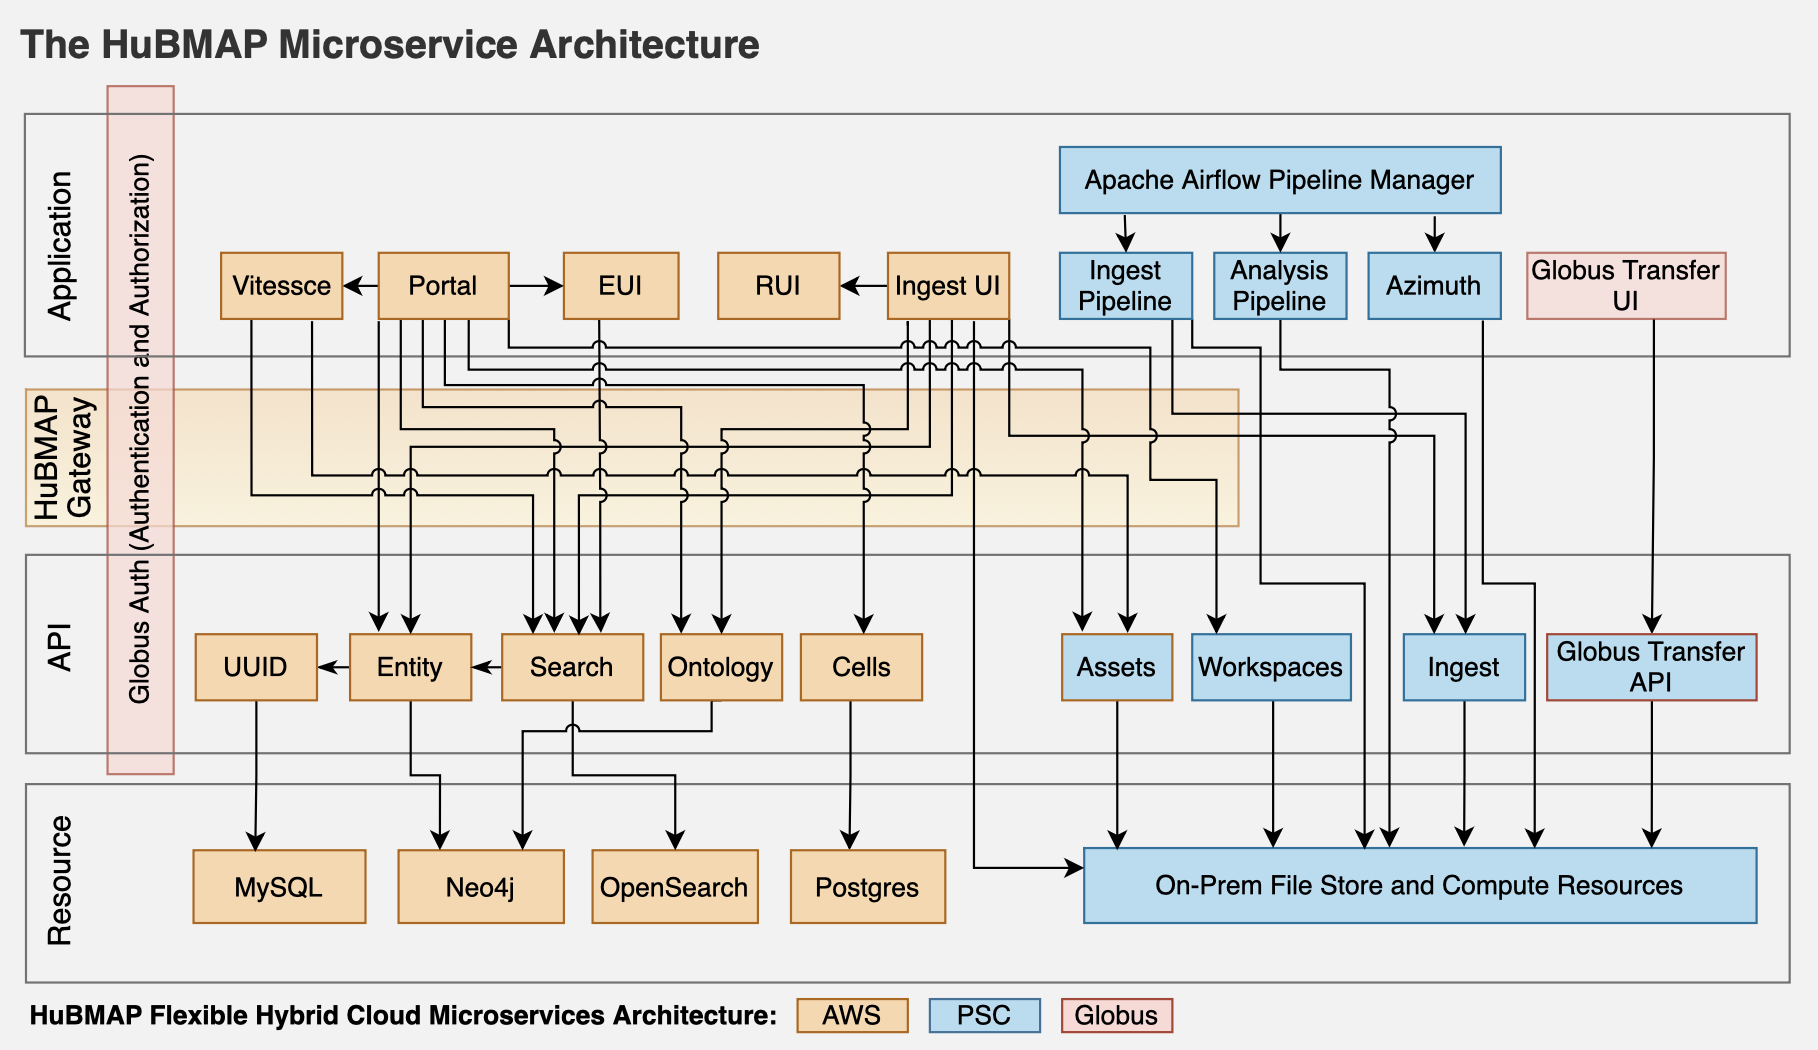 The HuBMAP Microservice Architecture
Application
Globus Auth (Authentication and Authorization)
Apache Airflow Pipeline Manager
Vitessce
Portal
EUI
RUI
Ingest UI
Ingest
Pipeline
Analysis
Pipeline
Azimuth
Globus Transfer
UI
HuBMAP
Gateway
API
UUID
Entity
Search
Ontology
Cells
Assets
Workspaces
Ingest
Globus Transfer
API
Resource
MySQL
Neo4j
OpenSearch
Postgres
On-Prem File Store and Compute Resources
HuBMAP Flexible Hybrid Cloud Microservices Architecture:
AWS
PSC
Globus